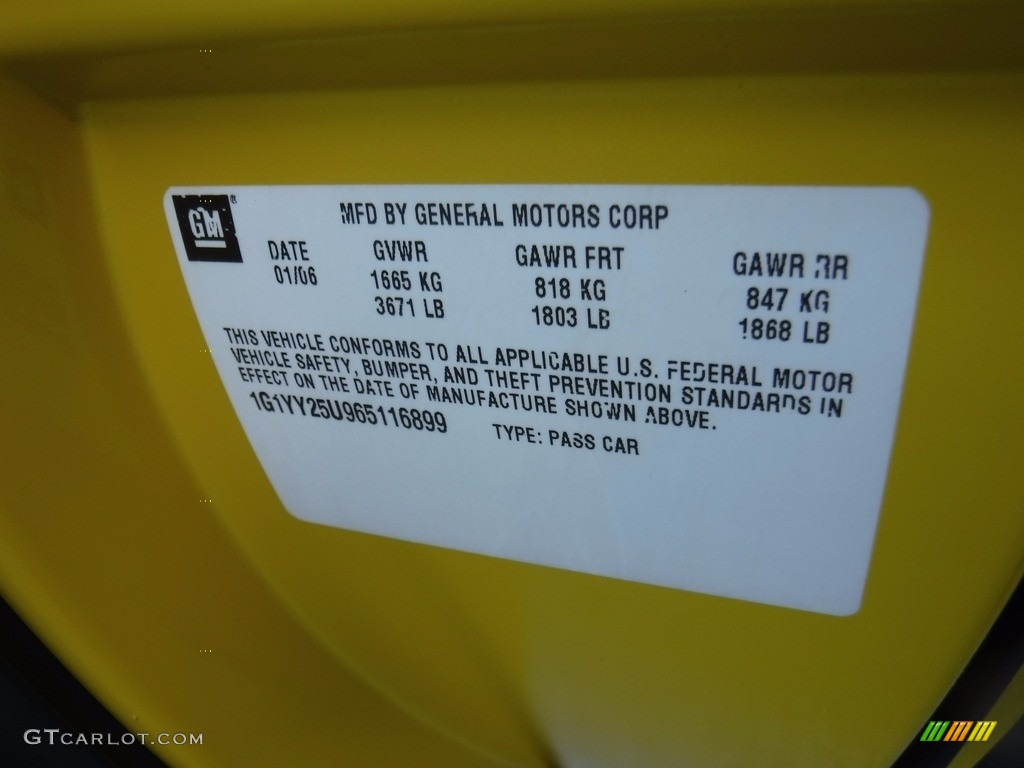 GM®
MFD BY GENERAL MOTORS CORP
DATE GVWR GAWR FRT GAWR RR
01/06 1665 KG 818 KG 847 KG
3671 LB 1803 LB 1868 LB
THIS VEHICLE CONFORMS TO ALL APPLICABLE U.S. FEDERAL MOTOR
VEHICLE SAFETY, BUMPER, AND THEFT PREVENTION STANDARDS IN
EFFECT ON THE DATE OF MANUFACTURE SHOWN ABOVE.
1G1YY25U965116899 TYPE: PASS CAR
GTCARLOT.COM